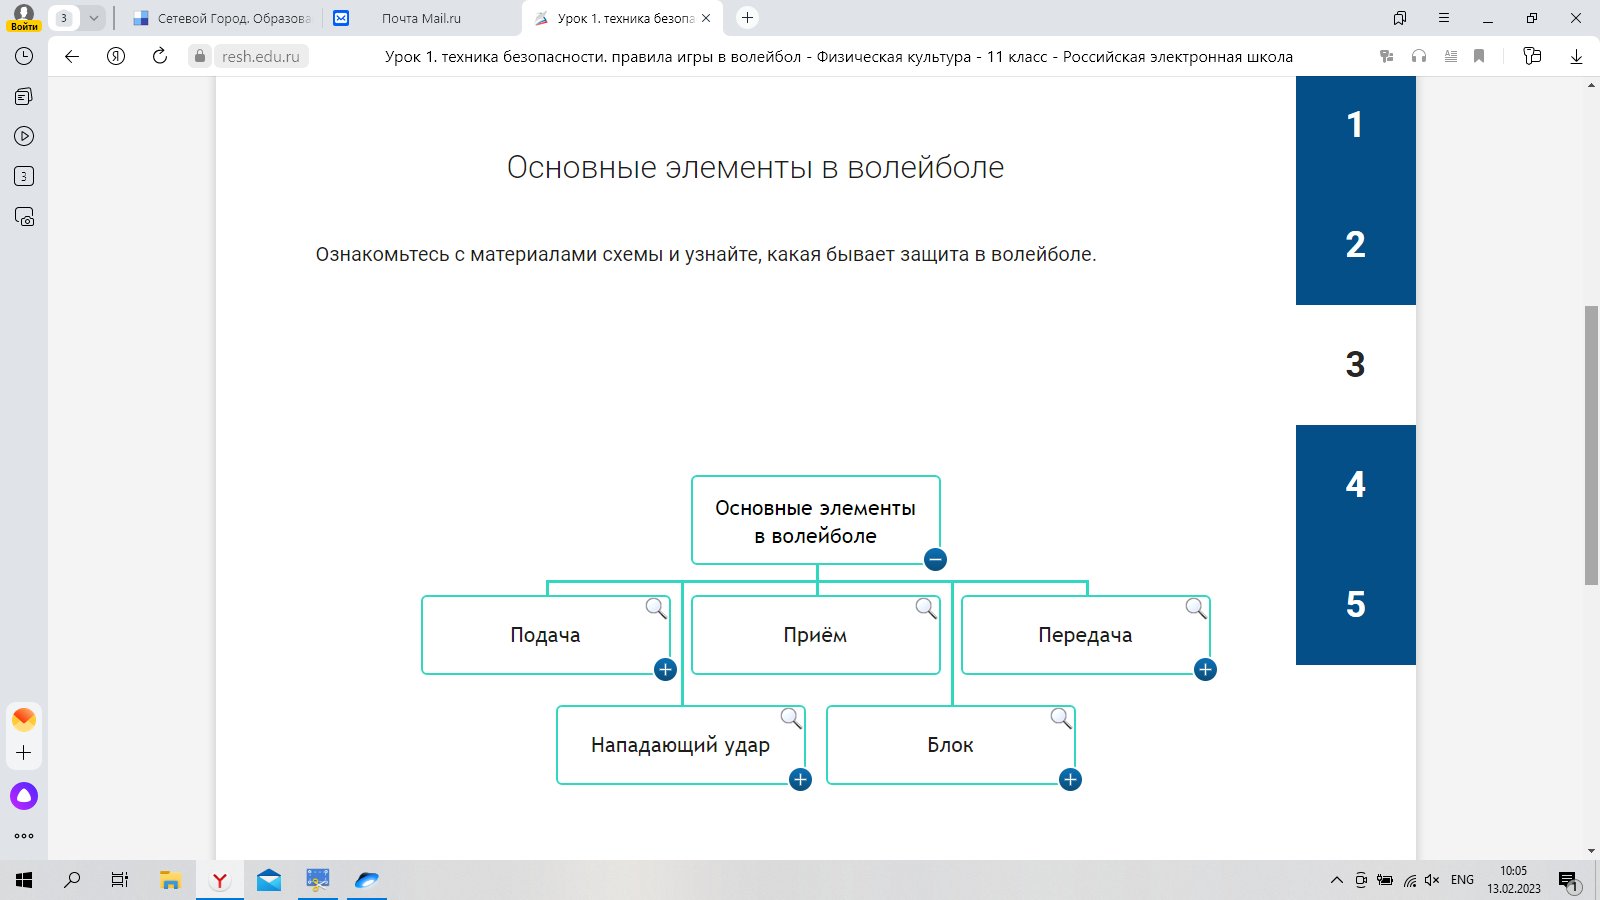 3
Сетевой Город. Образова
Почта Mail.ru
Урок 1. техника безопа
Войти
Я
resh.edu.ru
Урок 1. техника безопасности. правила игры в волейбол - Физическая культура - 11 класс - Российская электронная школа
3
1
2
3
4
5
Основные элементы в волейболе
Ознакомьтесь с материалами схемы и узнайте, какая бывает защита в волейболе.
Основные элементы
в волейболе
Подача
Приём
Передача
Нападающий удар
Блок
ENG
10:05
13.02.2023
1